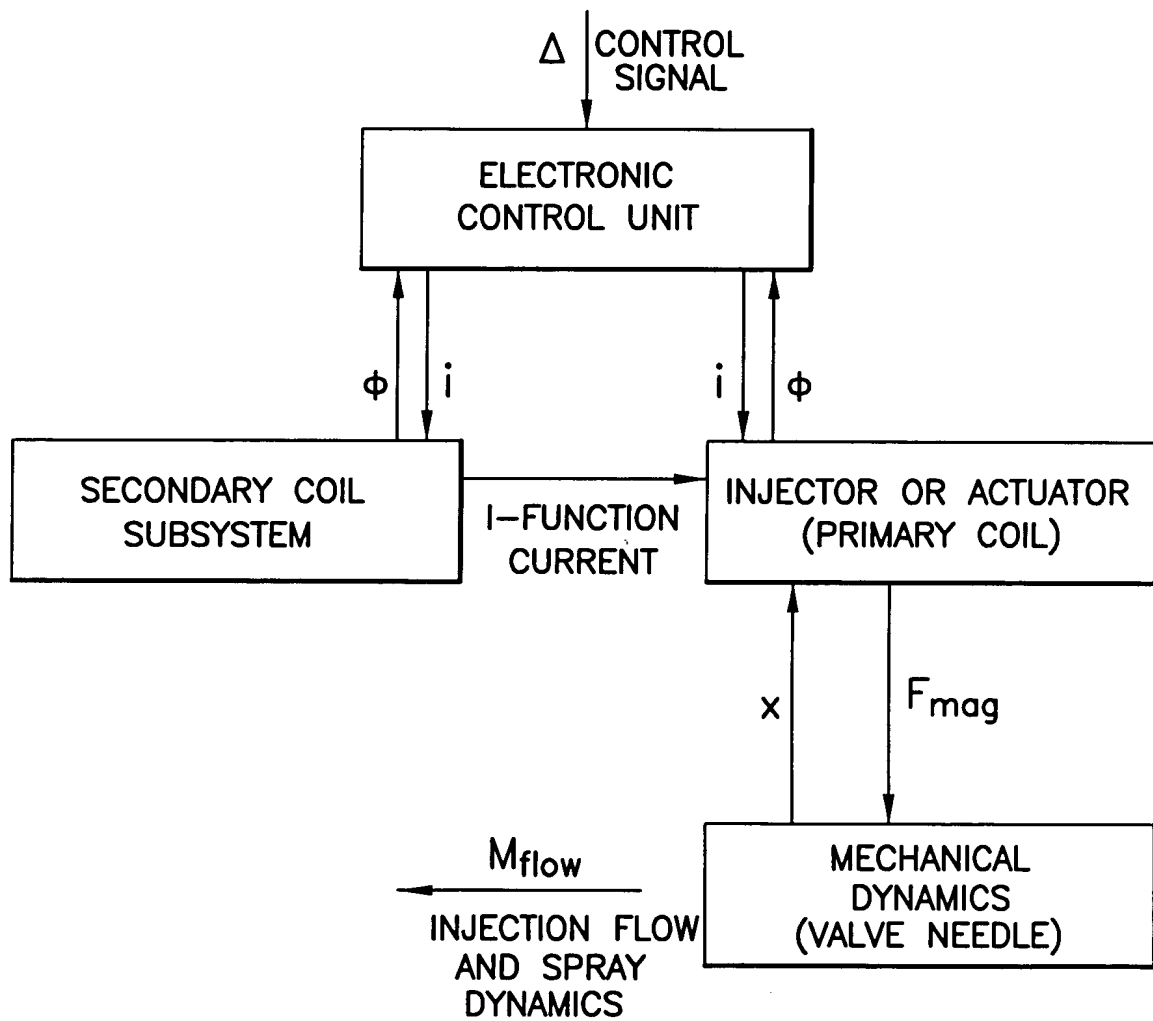 Δ CONTROL
SIGNAL
ELECTRONIC
CONTROL UNIT
ϕ i
i ϕ
SECONDARY COIL
SUBSYSTEM
I-FUNCTION
CURRENT
INJECTOR OR ACTUATOR
(PRIMARY COIL)
x
Fmag
Mflow
INJECTION FLOW
AND SPRAY
DYNAMICS
MECHANICAL
DYNAMICS
(VALVE NEEDLE)